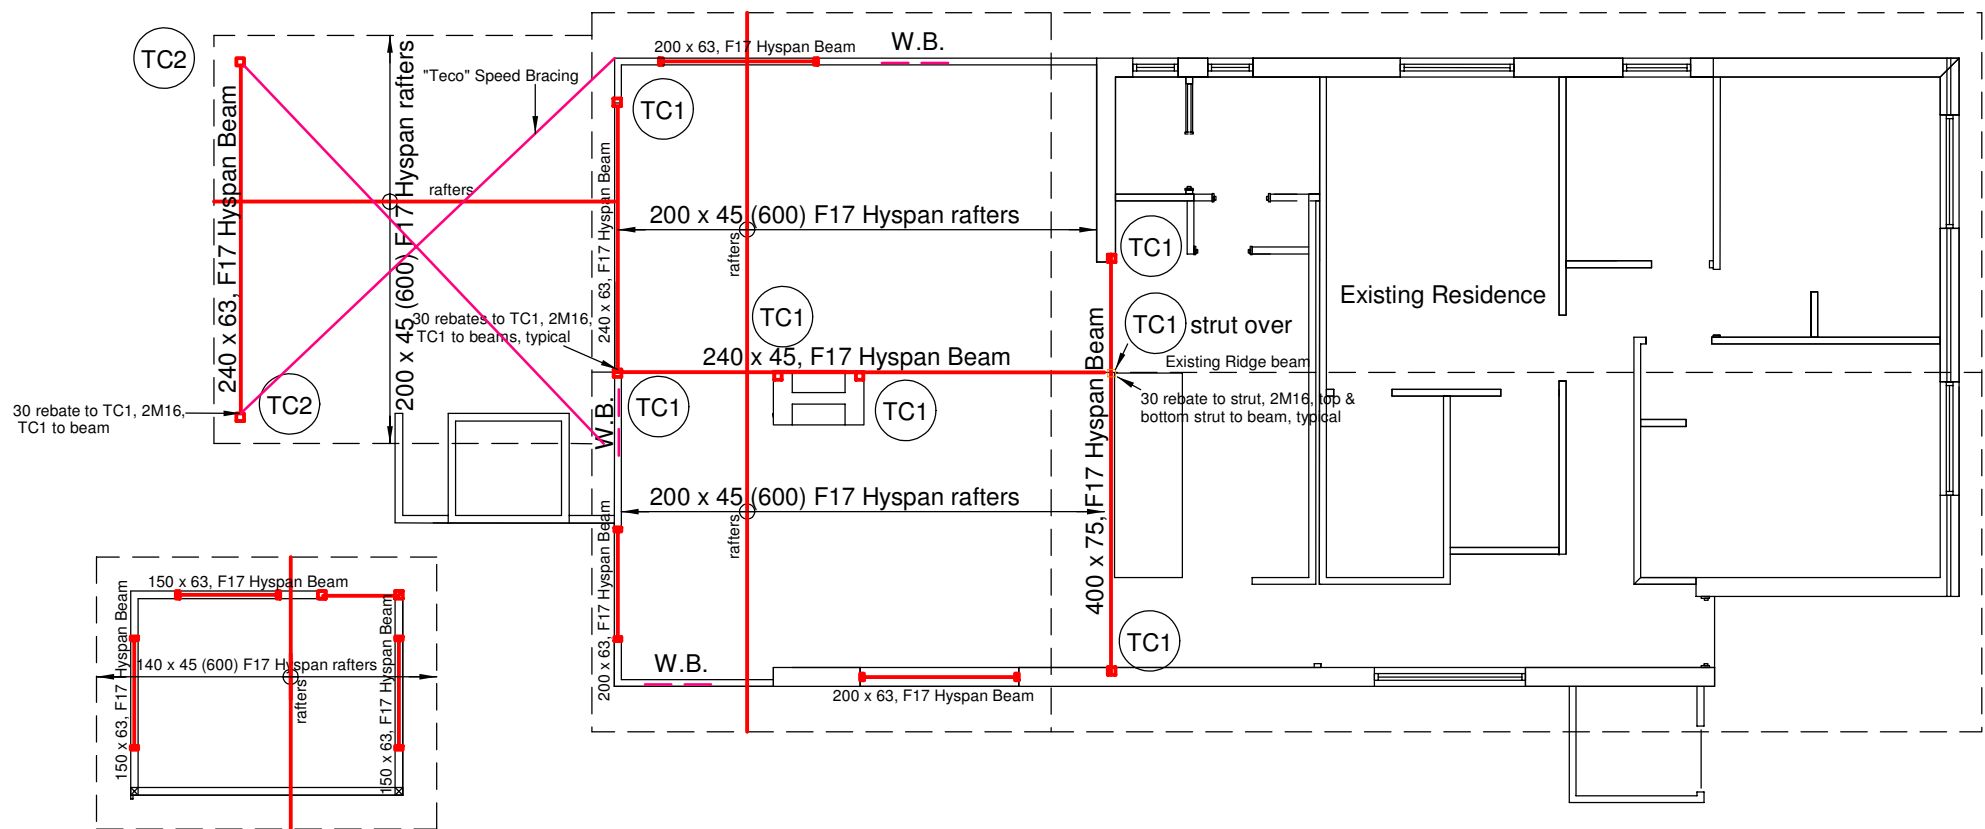 200 x 63, F17 Hyspan Beam
W.B.
TC2
"Teco" Speed Bracing
TC1
240 x 63, F17 Hyspan Beam
200 x 45 (600) F17 Hyspan rafters
rafters
240 x 63, F17 Hyspan Beam
200 x 45 (600) F17 Hyspan rafters
rafters
TC1
Existing Residence
TC1
TC1 strut over
30 rebates to TC1, 2M16,
TC1 to beams, typical
240 x 45, F17 Hyspan Beam
Existing Ridge beam
400 x 75, F17 Hyspan Beam
30 rebate to TC1, 2M16,
TC1 to beam
TC2
W.B.
TC1
TC1
30 rebate to strut, 2M16, top &
bottom strut to beam, typical
200 x 45 (600) F17 Hyspan rafters
rafters
200 x 63, F17 Hyspan Beam
TC1
W.B.
200 x 63, F17 Hyspan Beam
150 x 63, F17 Hyspan Beam
150 x 63, F17 Hyspan Beam
140 x 45 (600) F17 Hyspan rafters
rafters
150 x 63, F17 Hyspan Beam